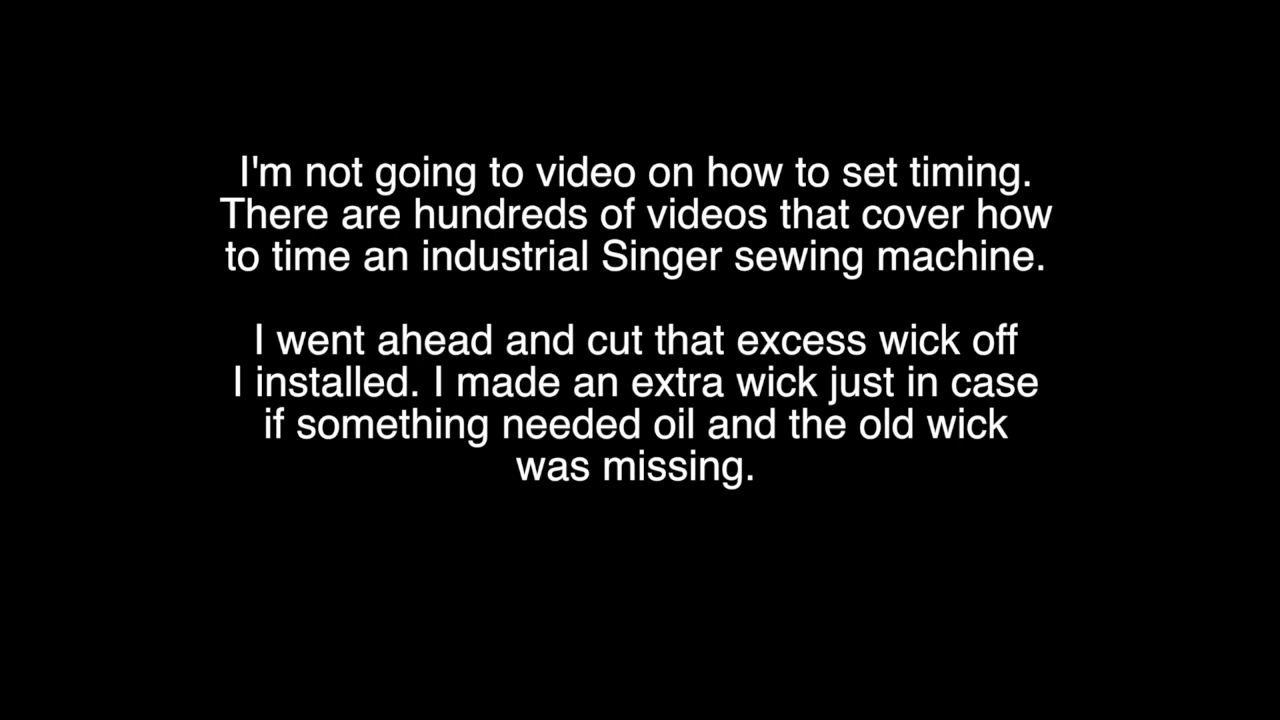 I'm not going to video on how to set timing.
There are hundreds of videos that cover how
to time an industrial Singer sewing machine.
I went ahead and cut that excess wick off
I installed. I made an extra wick just in case
if something needed oil and the old wick
was missing.